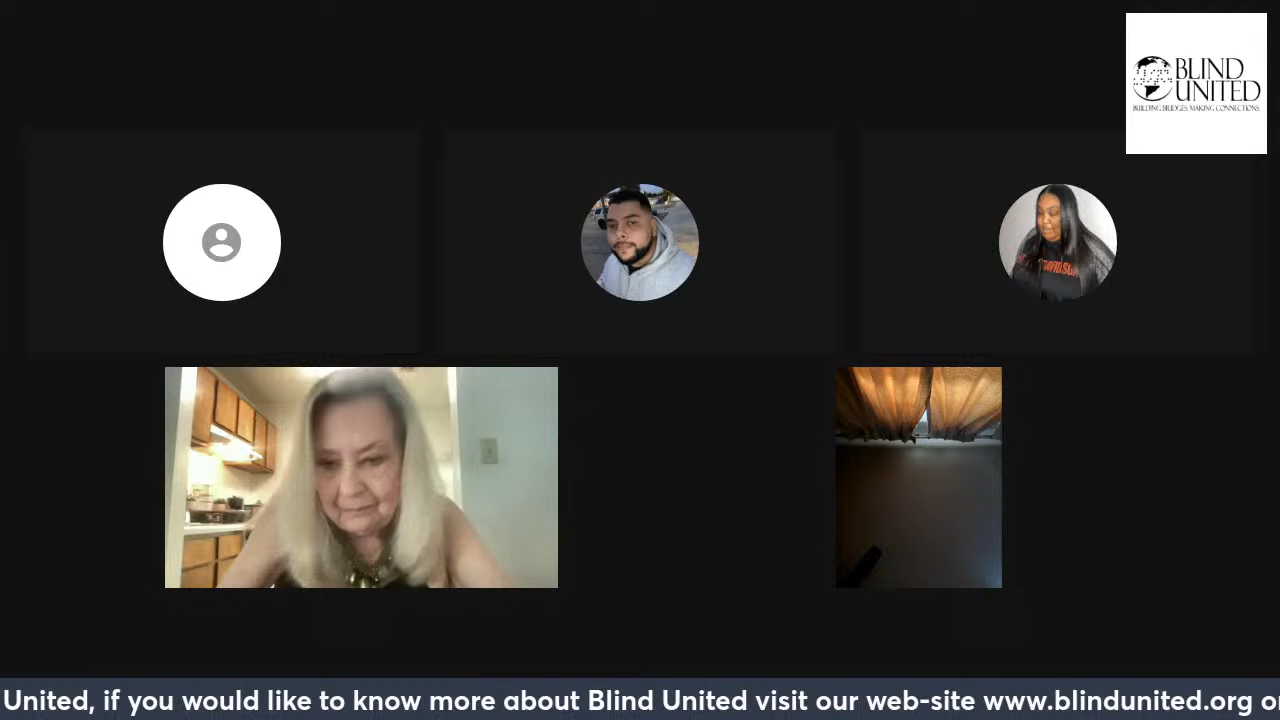 BLIND
UNITED
BUILDING BRIDGES, MAKING CONNECTIONS.
United, if you would like to know more about Blind United visit our web-site www.blindunited.org